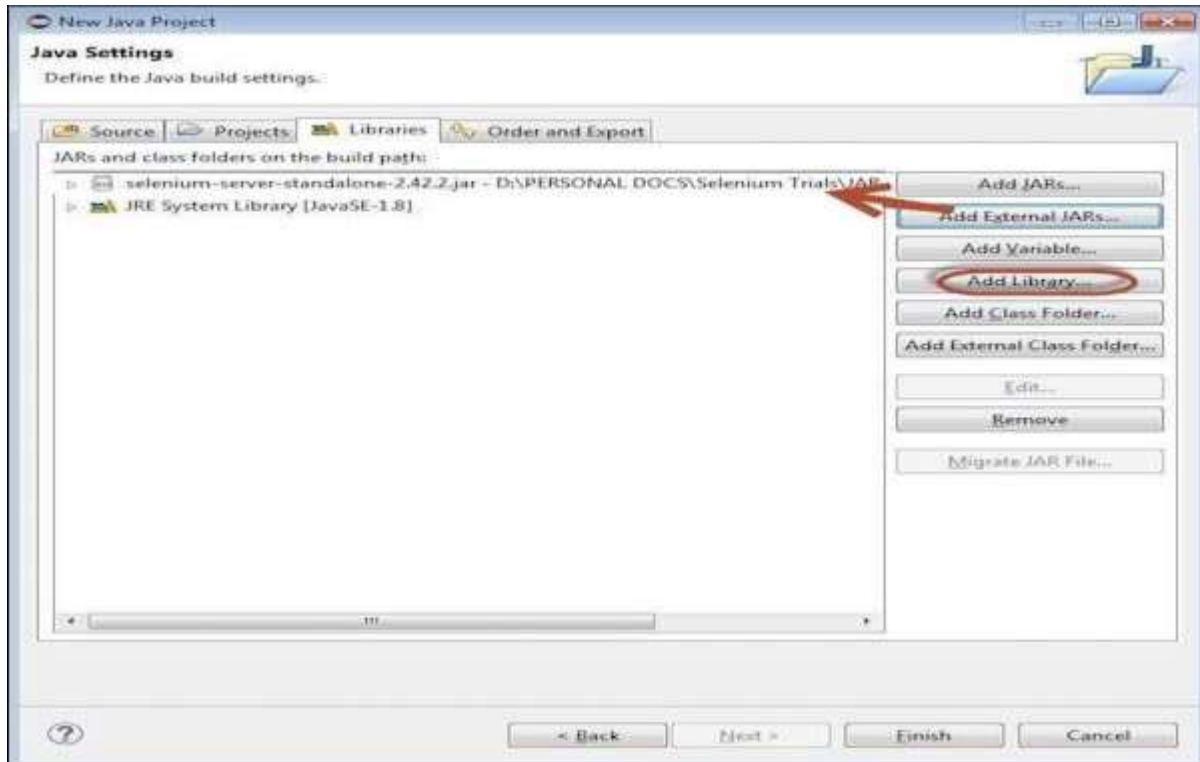 New Java Project
Java Settings
Define the Java build settings.
Source Projects Libraries Order and Export
JARs and class folders on the build path:
selenium-server-standalone-2.42.2.jar - D:\PERSONAL DOCS\Selenium Trials\JAR
JRE System Library [JavaSE-1.8]
Add JARs...
Add External JARs...
Add Variable...
Add Library...
Add Class Folder...
Add External Class Folder...
Edit...
Remove
Migrate JAR File...
< Back Next > Finish Cancel